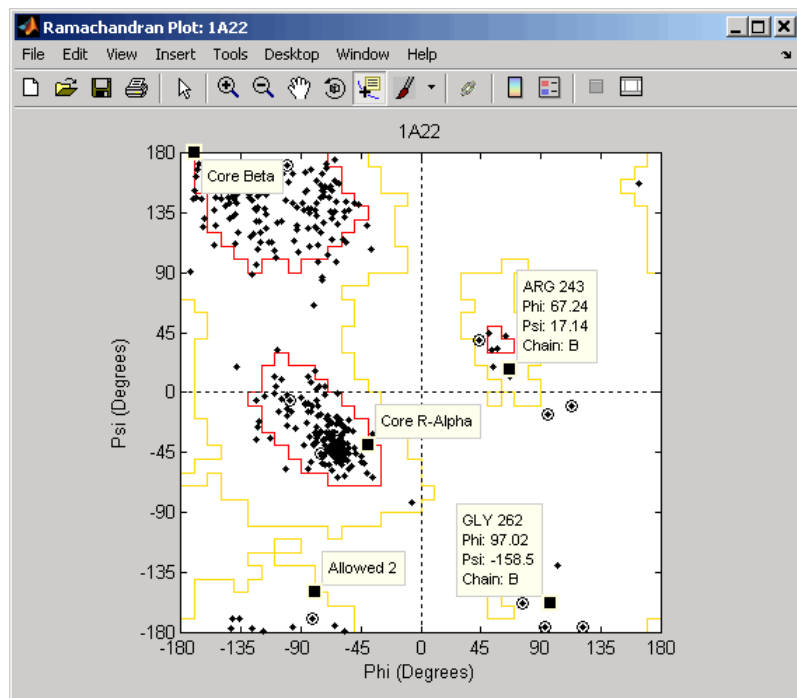 Ramachandran Plot: 1A22
File Edit View Insert Tools Desktop Window Help
1A22
180
135
90
45
0
-45
-90
-135
-180
Psi (Degrees)
Core Beta
ARG 243
Phi: 67.24
Psi: 17.14
Chain: B
Core R-Alpha
GLY 262
Phi: 97.02
Psi: -158.5
Chain: B
Allowed 2
-180 -135 -90 -45 0 45 90 135 180
Phi (Degrees)